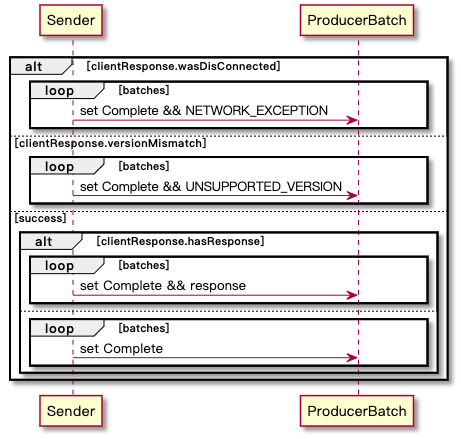 Sender ProducerBatch
alt [clientResponse.wasDisConnected]
loop [batches]
set Complete && NETWORK_EXCEPTION
[clientResponse.versionMismatch]
loop [batches]
set Complete && UNSUPPORTED_VERSION
[success]
alt [clientResponse.hasResponse]
loop [batches]
set Complete && response
loop [batches]
set Complete
Sender ProducerBatch